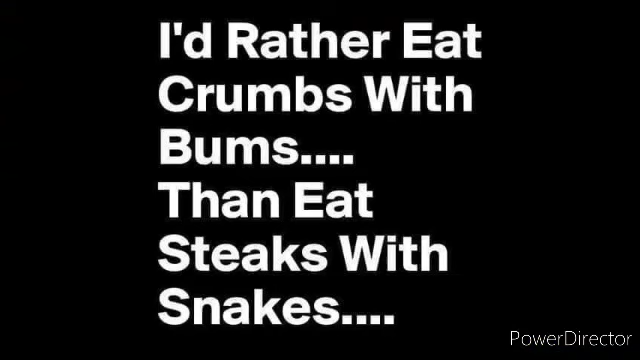 I'd Rather Eat
Crumbs With
Bums....
Than Eat
Steaks With
Snakes....
PowerDirector